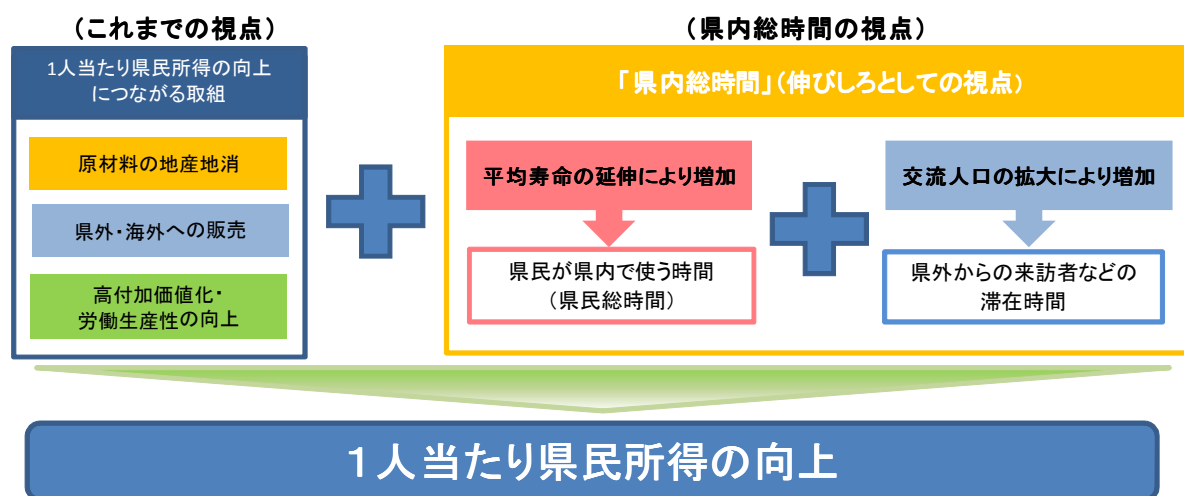 (これまでの視点)
1人当たり県民所得の向上
につながる取組
原材料の地産地消
県外・海外への販売
高付加価値化・
労働生産性の向上
(県内総時間の視点)
「県内総時間」(伸びしろとしての視点)
平均寿命の延伸により増加
県民が県内で使う時間
(県民総時間)
交流人口の拡大により増加
県外からの来訪者などの
滞在時間
1人当たり県民所得の向上